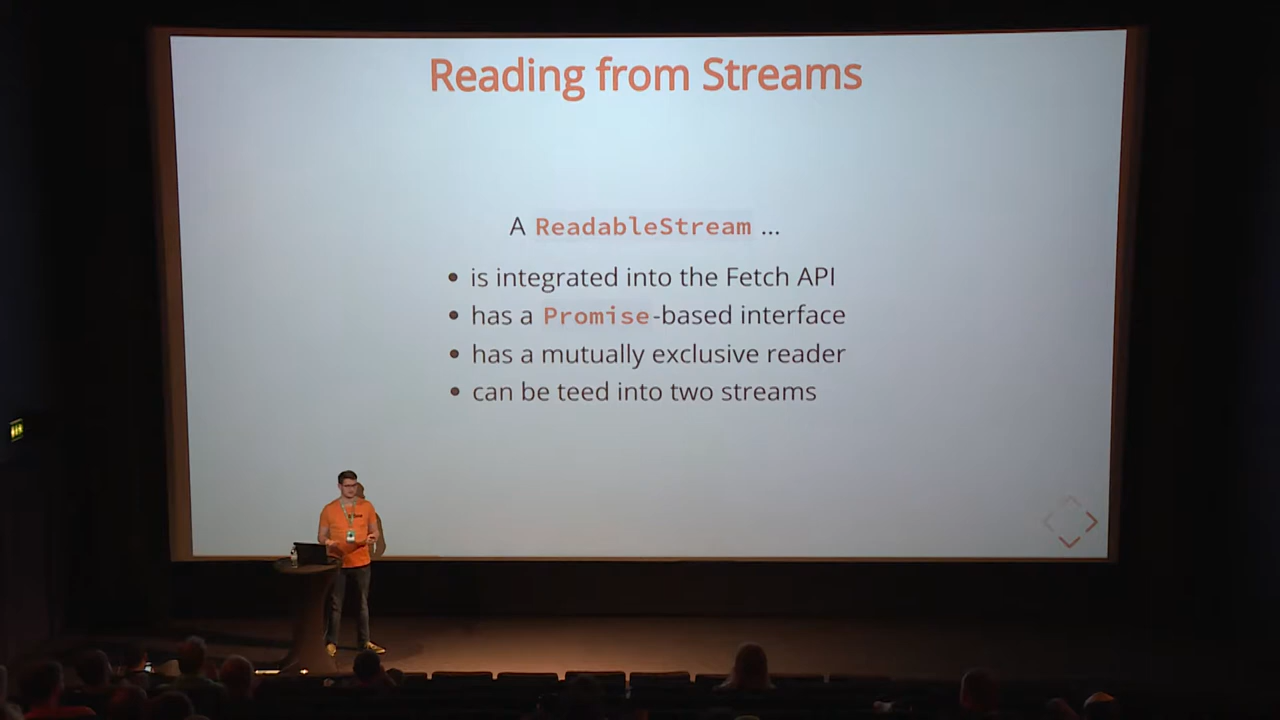 Reading from Streams
A ReadableStream ...
• is integrated into the Fetch API
• has a Promise-based interface
• has a mutually exclusive reader
• can be teed into two streams